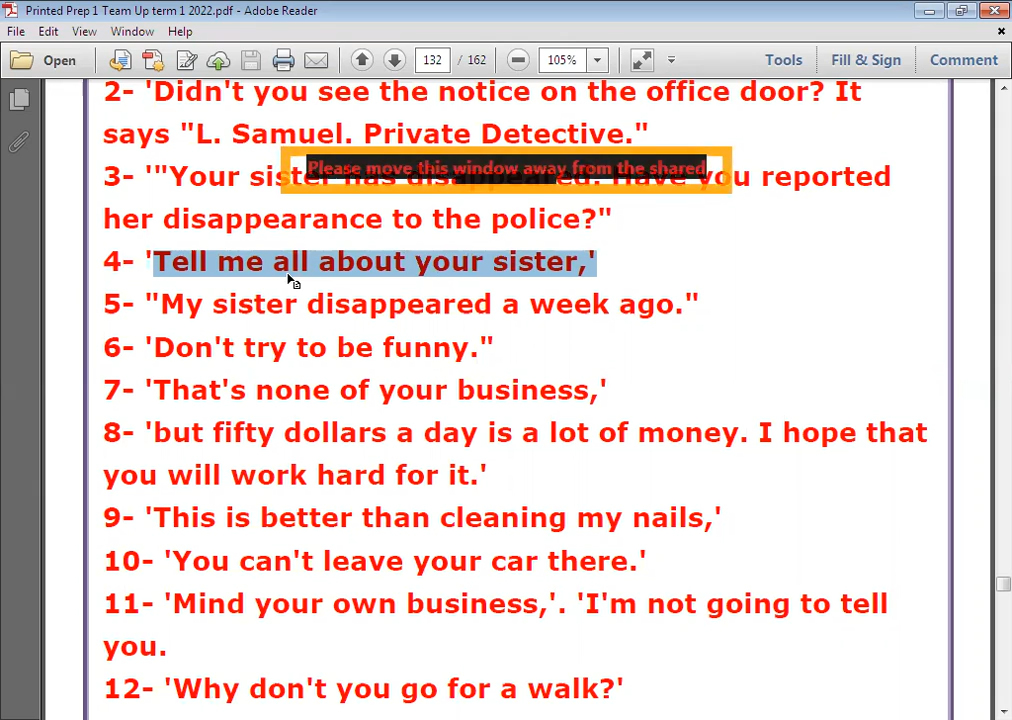 Printed Prep 1 Team Up term 1 2022.pdf - Adobe Reader
File Edit View Window Help
Open 132 / 162 105% Tools Fill & Sign Comment
2- 'Didn't you see the notice on the office door? It
says "L. Samuel. Private Detective."
Please move this window away from the shared
3- '"Your sister has disappeared. Have you reported
her disappearance to the police?"
4- 'Tell me all about your sister,'
5- "My sister disappeared a week ago."
6- 'Don't try to be funny."
7- 'That's none of your business,'
8- 'but fifty dollars a day is a lot of money. I hope that
you will work hard for it.'
9- 'This is better than cleaning my nails,'
10- 'You can't leave your car there.'
11- 'Mind your own business,'. 'I'm not going to tell
you.
12- 'Why don't you go for a walk?'